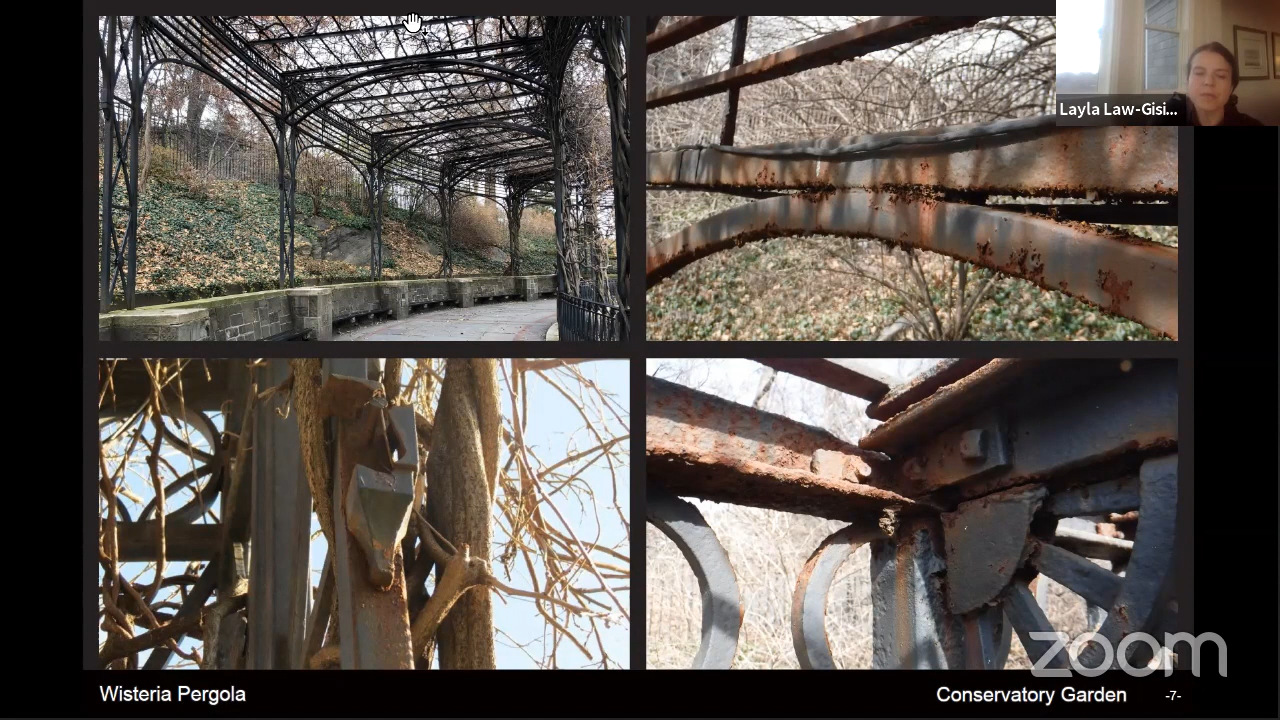 Layla Law-Gisi...
zoom
Wisteria Pergola
Conservatory Garden
-7-